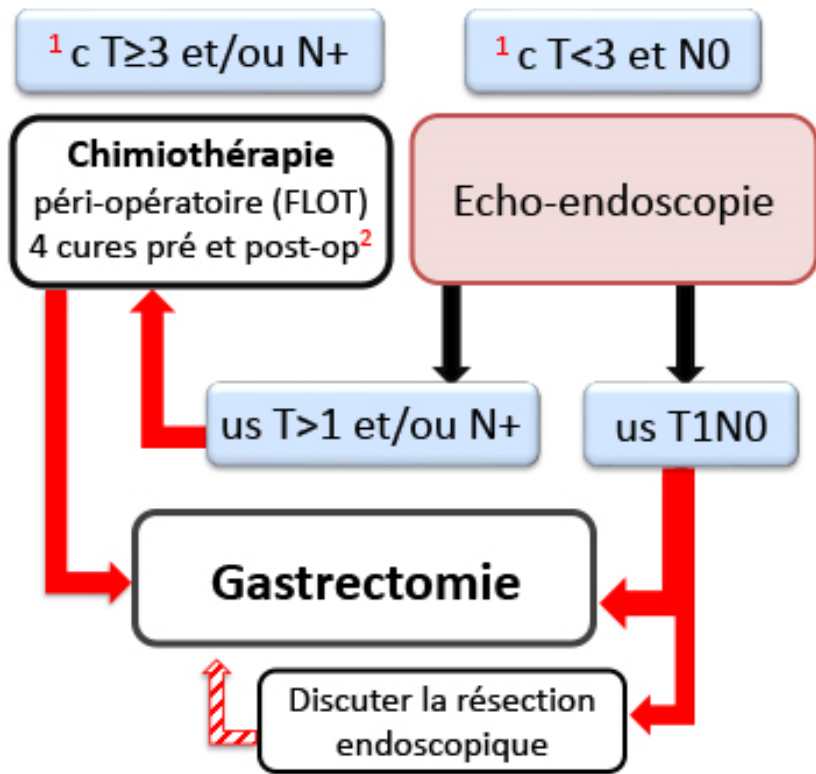 ¹ c T≥3 et/ou N+
¹ c T<3 et N0
Chimiothérapie
péri-opératoire (FLOT)
4 cures pré et post-op²
Echo-endoscopie
us T>1 et/ou N+
us T1N0
Gastrectomie
Discuter la résection
endoscopique